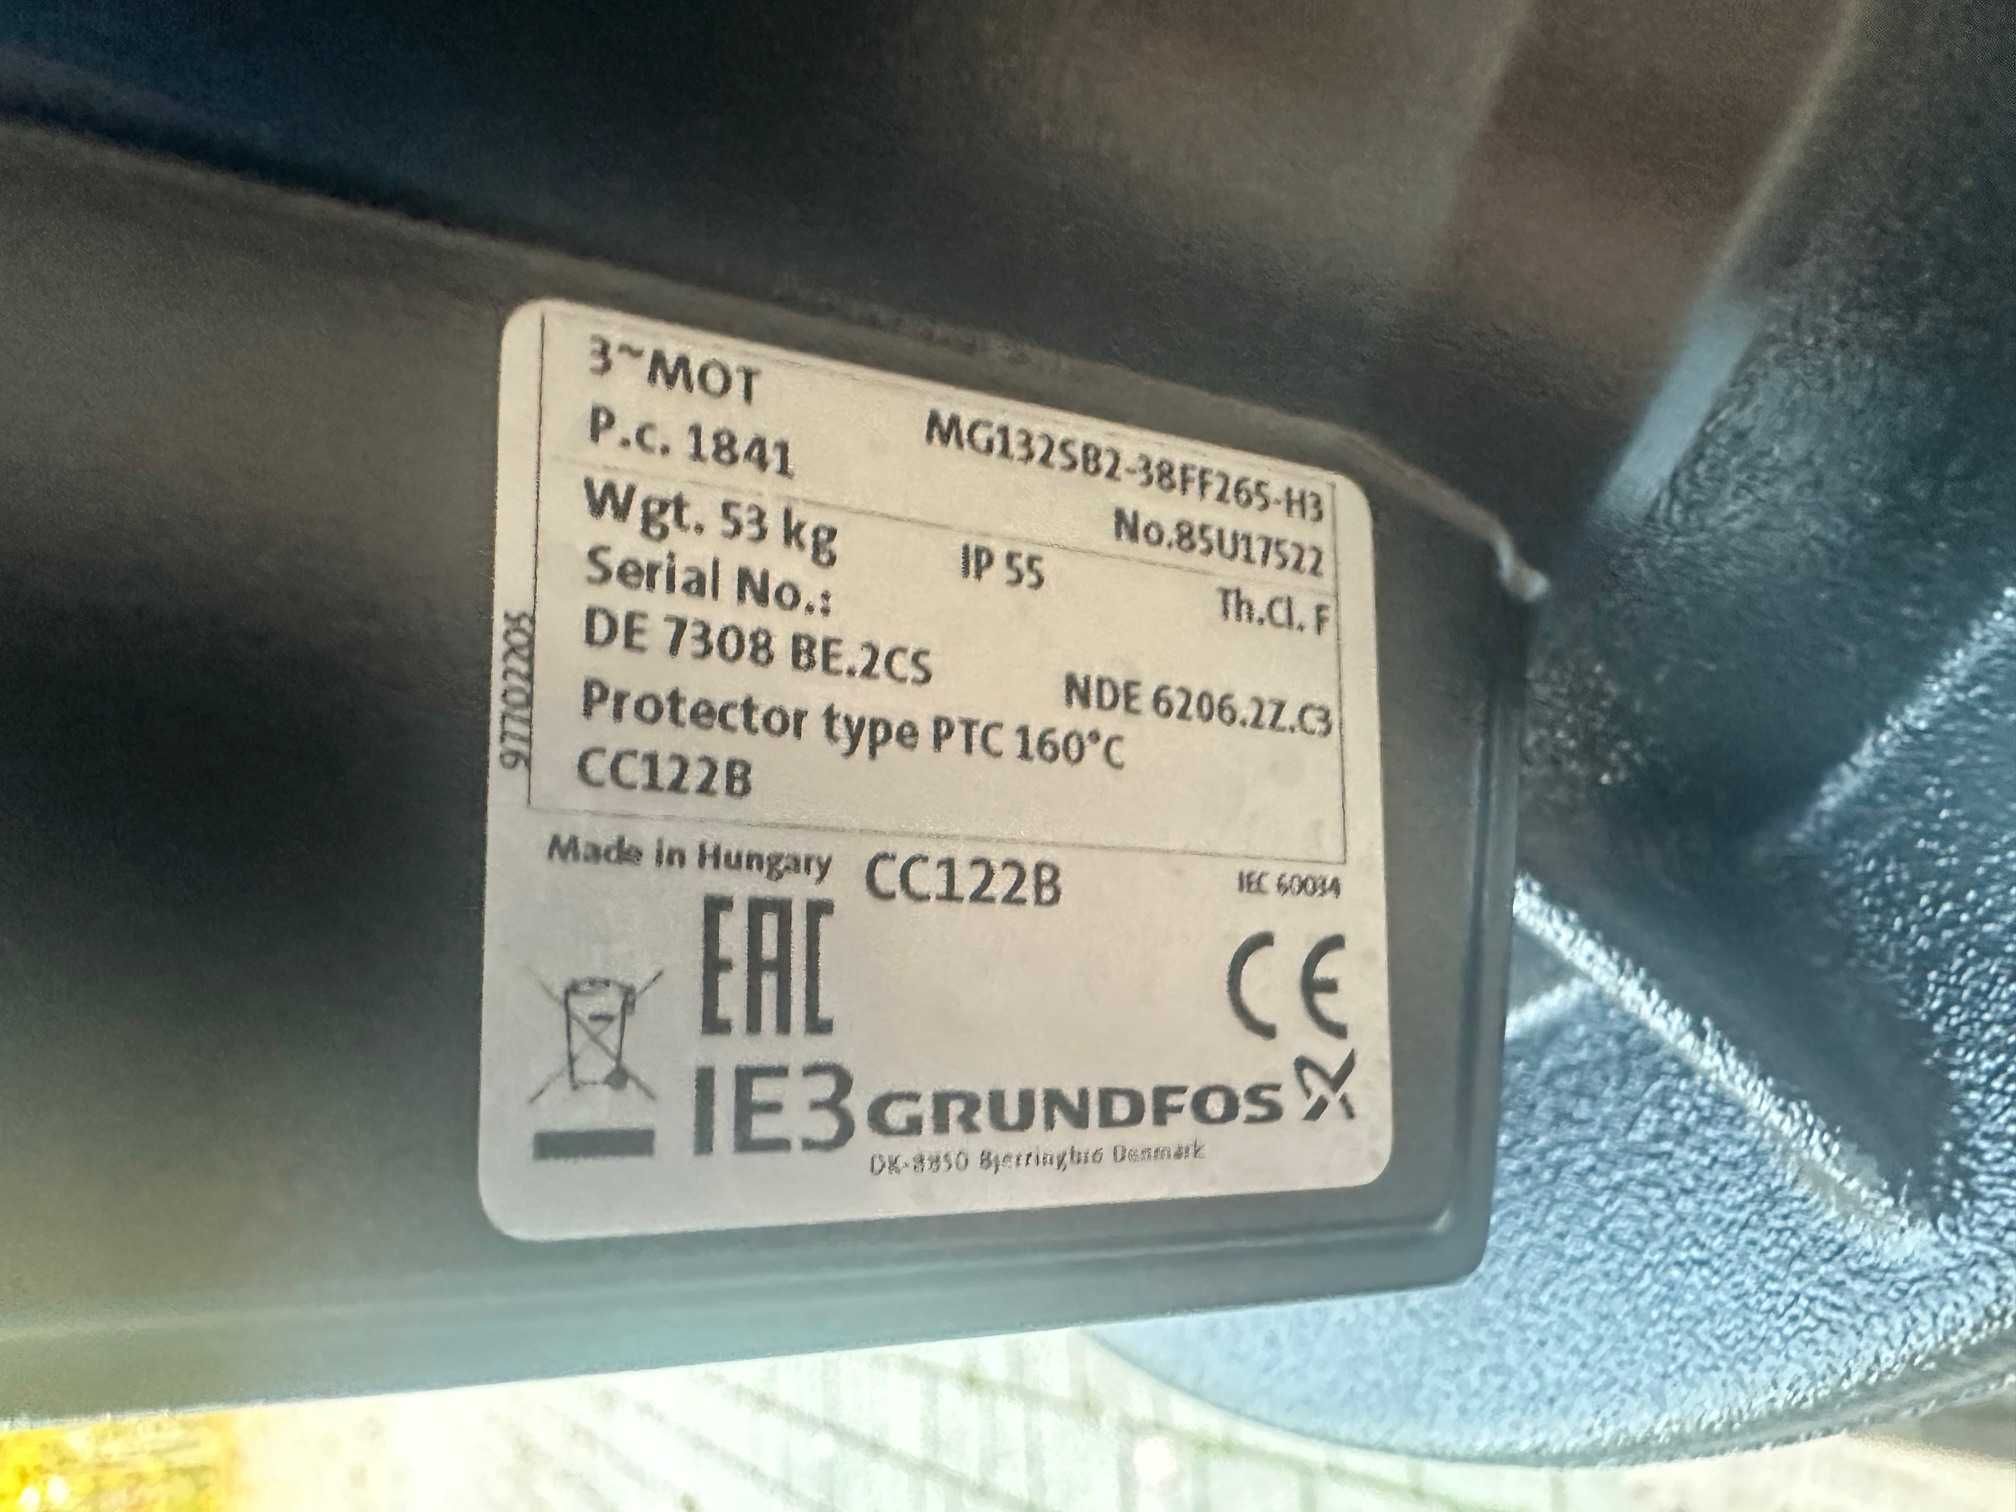 3~MOT MG132SB2-38FF265-H3
P.c. 1841 No.85U17522
Wgt. 53 kg IP 55 Th.Cl. F
Serial No.:
DE 7308 BE.2CS NDE 6206.2Z.C3
Protector type PTC 160°C
CC122B
97702205
Made in Hungary CC122B IEC 60034
EAC CE
IE3 GRUNDFOS
DK-8850 Bjerringbro Denmark